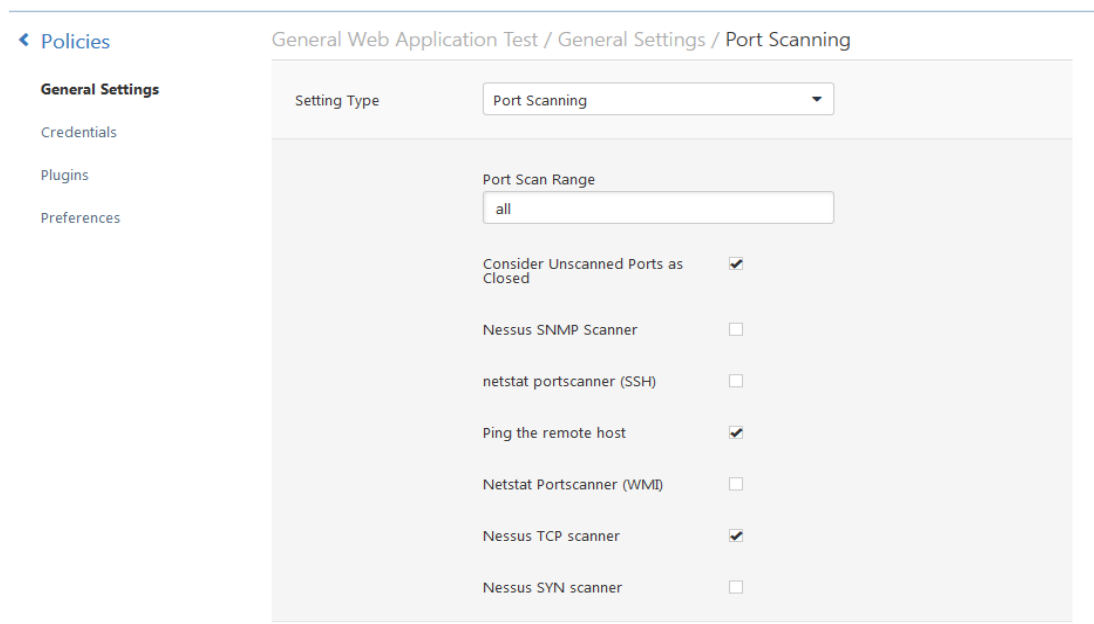 Policies
General Settings
Credentials
Plugins
Preferences
General Web Application Test / General Settings / Port Scanning
Setting Type
Port Scanning
Port Scan Range
all
Consider Unscanned Ports as
Closed
Nessus SNMP Scanner
netstat portscanner (SSH)
Ping the remote host
Netstat Portscanner (WMI)
Nessus TCP scanner
Nessus SYN scanner